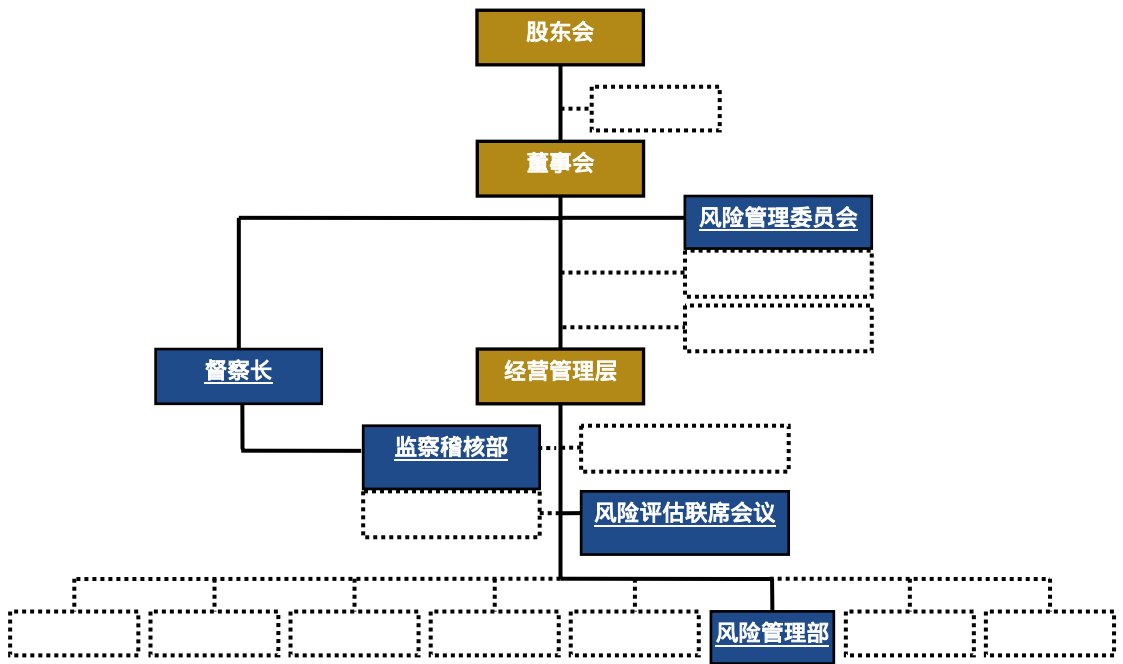 股东会
董事会
风险管理委员会
督察长
经营管理层
监察稽核部
风险评估联席会议
风险管理部